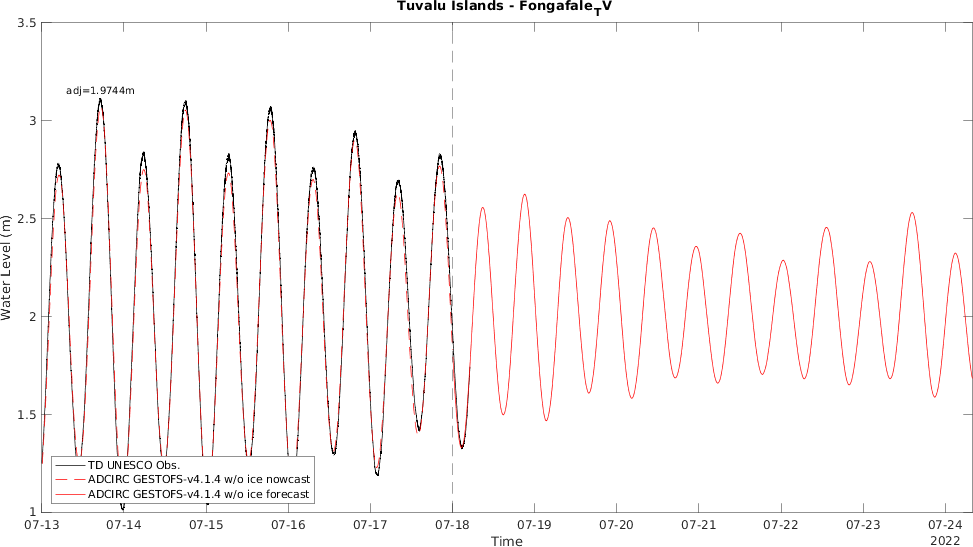 Tuvalu Islands - Fongafale_TV
adj=1.9744m
3.5
3
2.5
2
1.5
1
Water Level (m)
TD UNESCO Obs.
ADCIRC GESTOFS-v4.1.4 w/o ice nowcast
ADCIRC GESTOFS-v4.1.4 w/o ice forecast
07-13 07-14 07-15 07-16 07-17 07-18 07-19 07-20 07-21 07-22 07-23 07-24
Time
2022